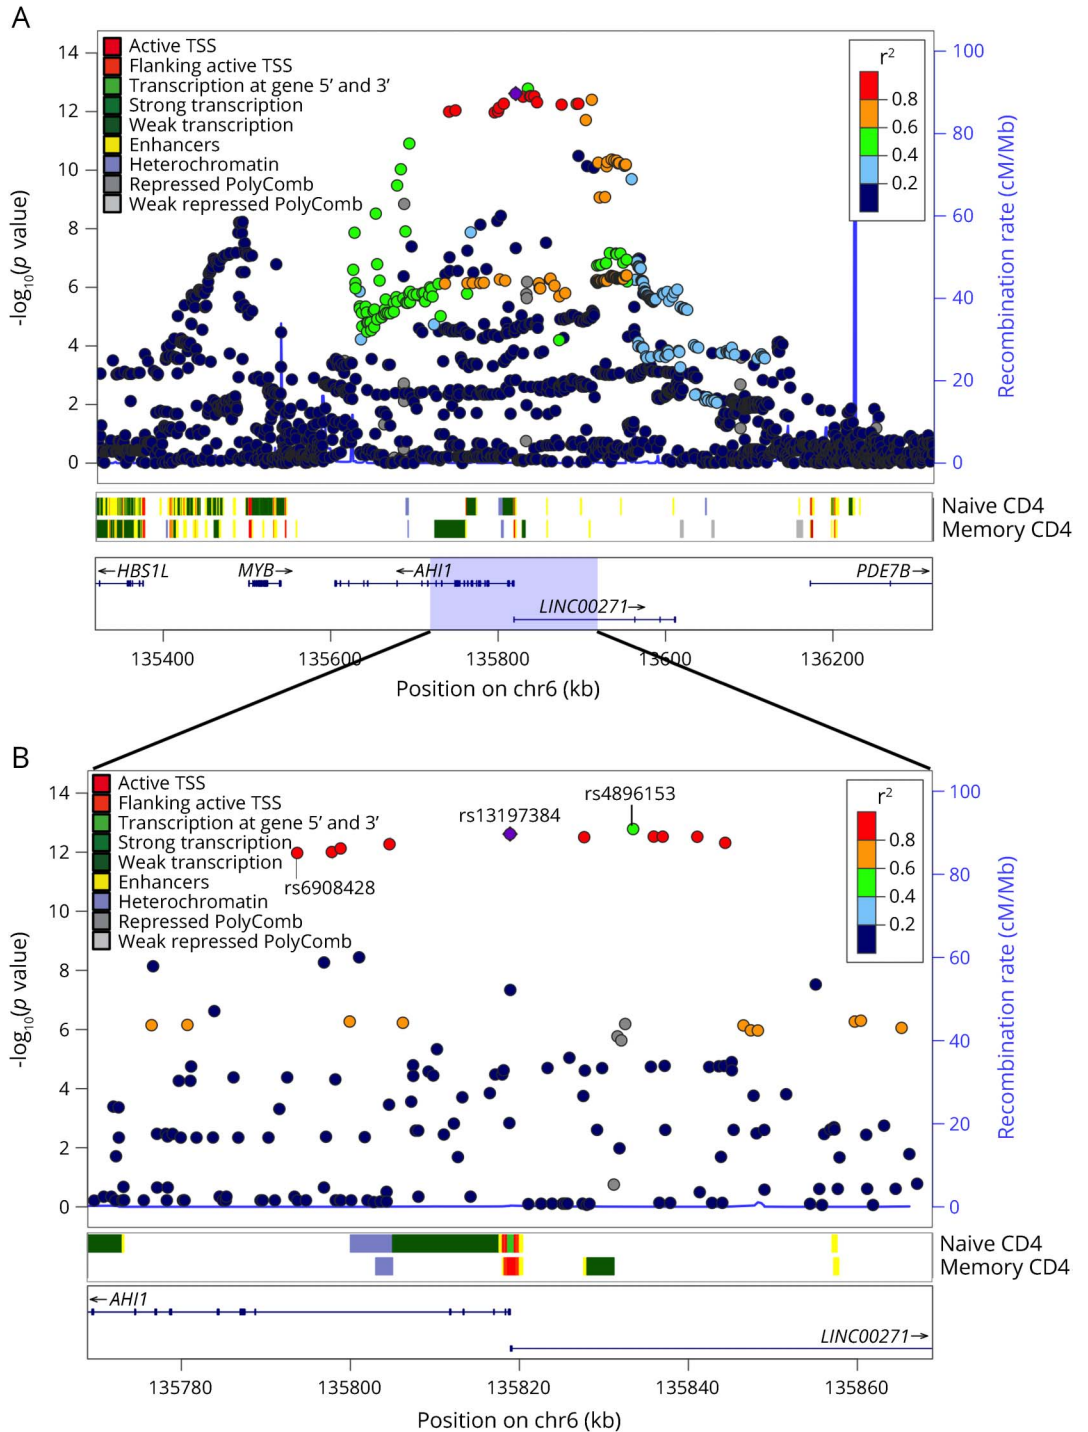 A
14
12
10
8
6
4
2
0
-log10(p value)
Active TSS
Flanking active TSS
Transcription at gene 5′ and 3′
Strong transcription
Weak transcription
Enhancers
Heterochromatin
Repressed PolyComb
Weak repressed PolyComb
r2
0.8
0.6
0.4
0.2
100
80
60
40
20
0
Recombination rate (cM/Mb)
Naive CD4
Memory CD4
←HBS1L
MYB→
←AHI1
PDE7B→
LINC00271→
135400
135600
135800
13600
136200
Position on chr6 (kb)
B
14
12
10
8
6
4
2
0
-log10(p value)
Active TSS
Flanking active TSS
Transcription at gene 5′ and 3′
Strong transcription
Weak transcription
Enhancers
Heterochromatin
Repressed PolyComb
Weak repressed PolyComb
rs4896153
rs13197384
rs6908428
r2
0.8
0.6
0.4
0.2
100
80
60
40
20
0
Recombination rate (cM/Mb)
Naive CD4
Memory CD4
←AHI1
LINC00271→
135780
135800
135820
135840
135860
Position on chr6 (kb)